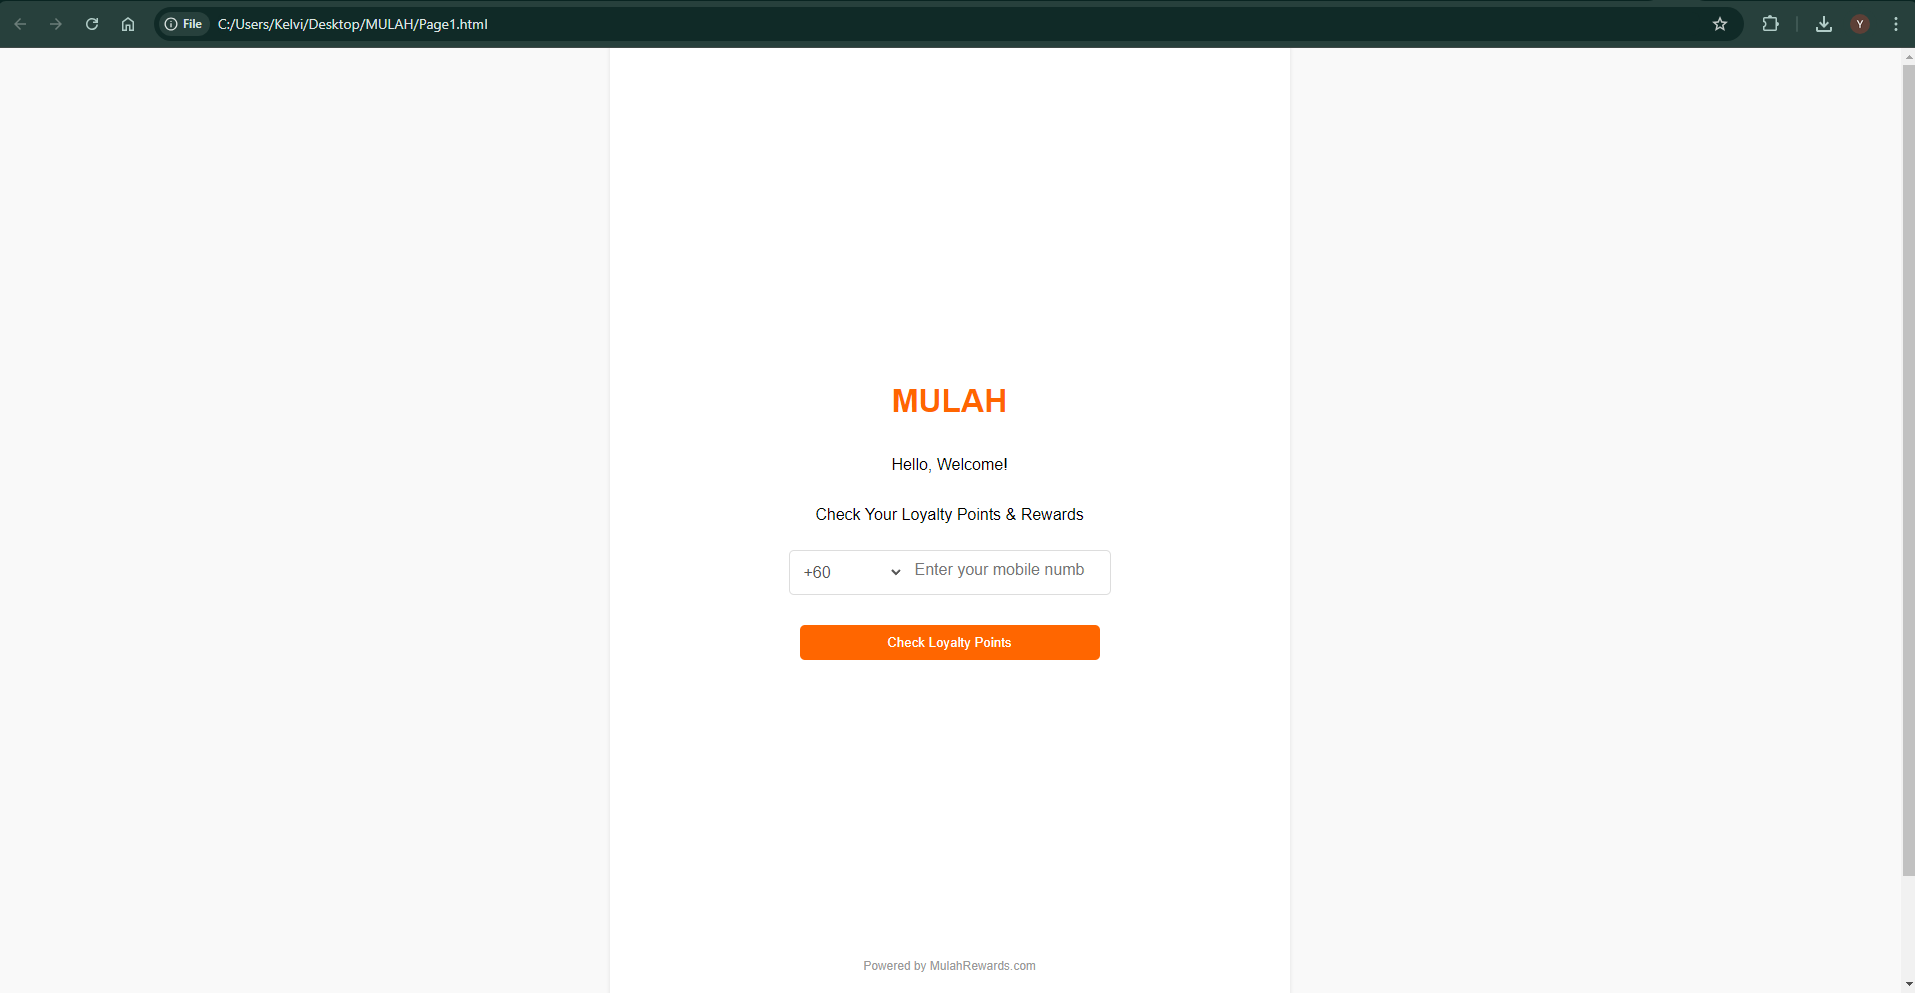 File C:/Users/Kelvi/Desktop/MULAH/Page1.html
Y
MULAH
Hello, Welcome!
Check Your Loyalty Points & Rewards
+60 Enter your mobile numb
Check Loyalty Points
Powered by MulahRewards.com